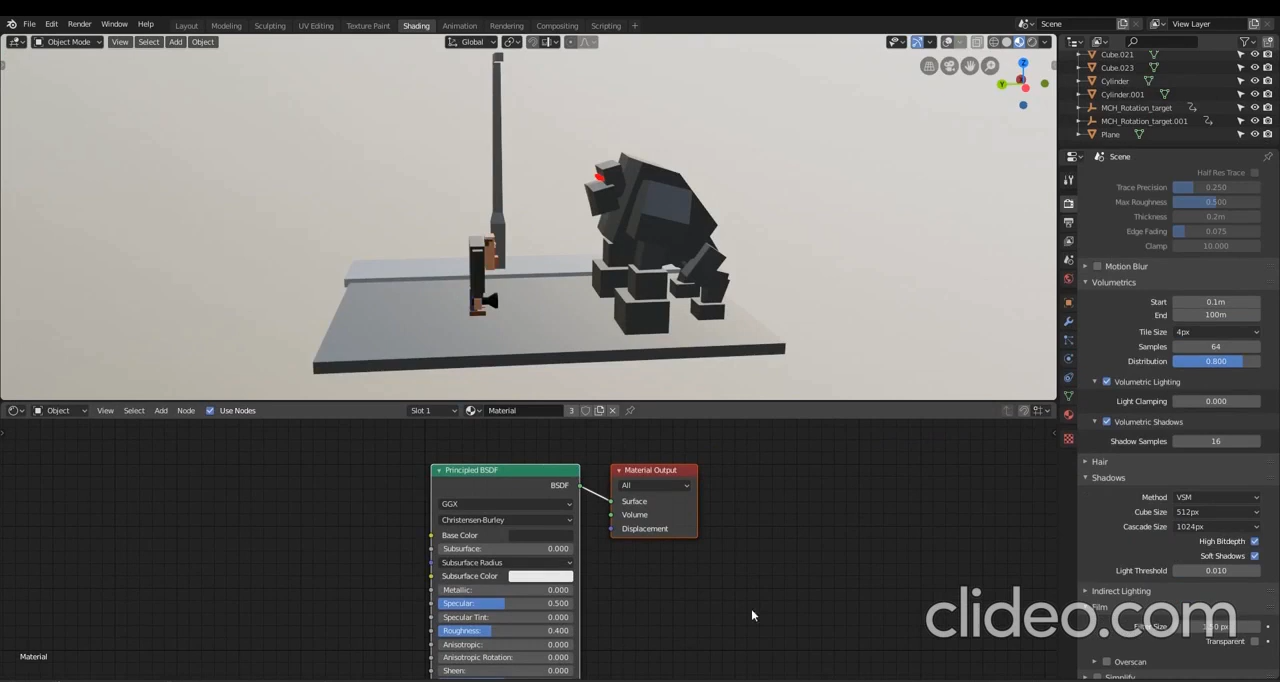 File Edit Render Window Help Layout Modeling Sculpting UV Editing Texture Paint Shading Animation Rendering Compositing Scripting + Scene View Layer
Object Mode View Select Add Object Global
Cube.021
Cube.023
Cylinder
Cylinder.001
MCH_Rotation_target
MCH_Rotation_target.001
Plane
Z
Y
Scene
Half Res Trace
Trace Precision 0.250
Max Roughness 0.500
Thickness 0.2m
Edge Fading 0.075
Clamp 10.000
Motion Blur
Volumetrics
Start 0.1m
End 100m
Tile Size 4px
Samples 64
Distribution 0.800
Volumetric Lighting
Light Clamping 0.000
Volumetric Shadows
Shadow Samples 16
Hair
Shadows
Method VSM
Cube Size 512px
Cascade Size 1024px
High Bitdepth
Soft Shadows
Light Threshold 0.010
Indirect Lighting
Film
Filter Size 1.50 px
Transparent
Overscan
Simplify
Object View Select Add Node Use Nodes Slot 1 Material 3
Principled BSDF
BSDF
GGX
Christensen-Burley
Base Color
Subsurface: 0.000
Subsurface Radius
Subsurface Color
Metallic: 0.000
Specular: 0.500
Specular Tint: 0.000
Roughness: 0.400
Anisotropic: 0.000
Anisotropic Rotation: 0.000
Sheen: 0.000
Material Output
All
Surface
Volume
Displacement
Material
clideo.com